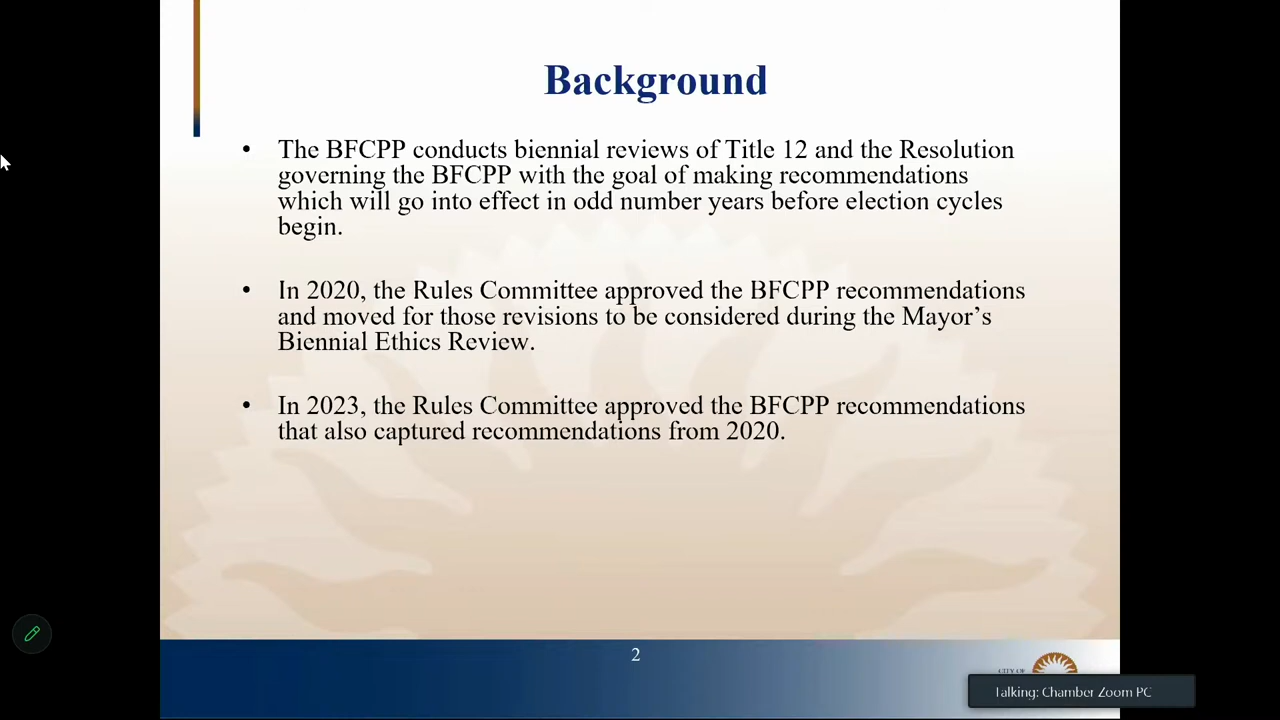 Background
• The BFCPP conducts biennial reviews of Title 12 and the Resolution
governing the BFCPP with the goal of making recommendations
which will go into effect in odd number years before election cycles
begin.
• In 2020, the Rules Committee approved the BFCPP recommendations
and moved for those revisions to be considered during the Mayor’s
Biennial Ethics Review.
• In 2023, the Rules Committee approved the BFCPP recommendations
that also captured recommendations from 2020.
2
CITY OF
Talking: Chamber Zoom PC